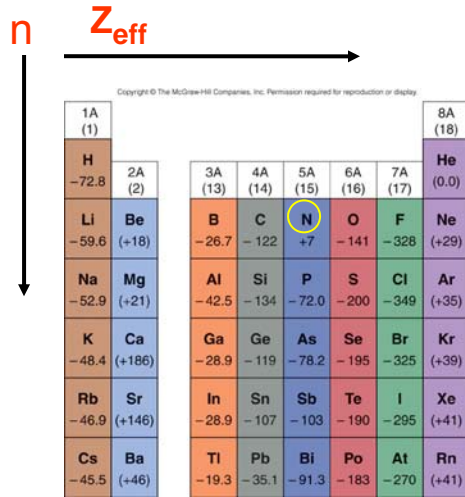 n Z_eff
Copyright © The McGraw-Hill Companies, Inc. Permission required for reproduction or display.
1A 8A
(1) (18)
H 2A 3A 4A 5A 6A 7A He
−72.8 (2) (13) (14) (15) (16) (17) (0.0)
Li Be B C N O F Ne
−59.6 (+18) −26.7 −122 +7 −141 −328 (+29)
Na Mg Al Si P S Cl Ar
−52.9 (+21) −42.5 −134 −72.0 −200 −349 (+35)
K Ca Ga Ge As Se Br Kr
−48.4 (+186) −28.9 −119 −78.2 −195 −325 (+39)
Rb Sr In Sn Sb Te I Xe
−46.9 (+146) −28.9 −107 −103 −190 −295 (+41)
Cs Ba Tl Pb Bi Po At Rn
−45.5 (+46) −19.3 −35.1 −91.3 −183 −270 (+41)